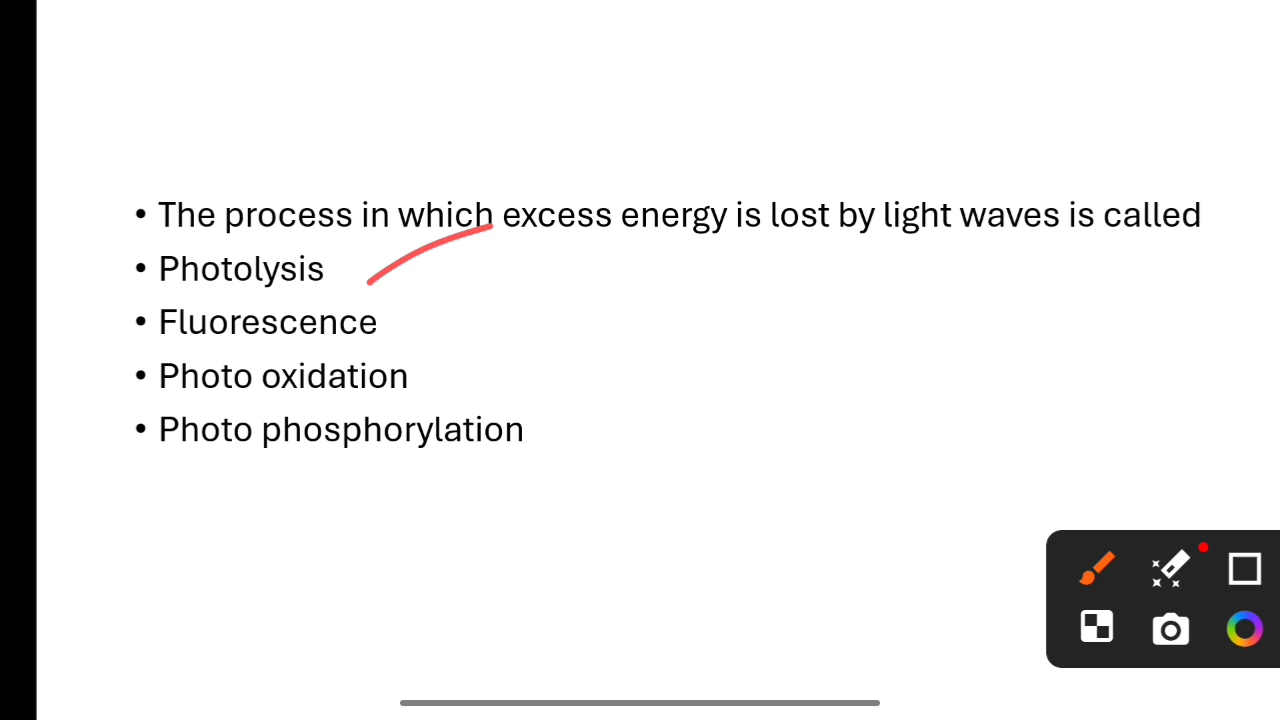 • The process in which excess energy is lost by light waves is called
• Photolysis
• Fluorescence
• Photo oxidation
• Photo phosphorylation